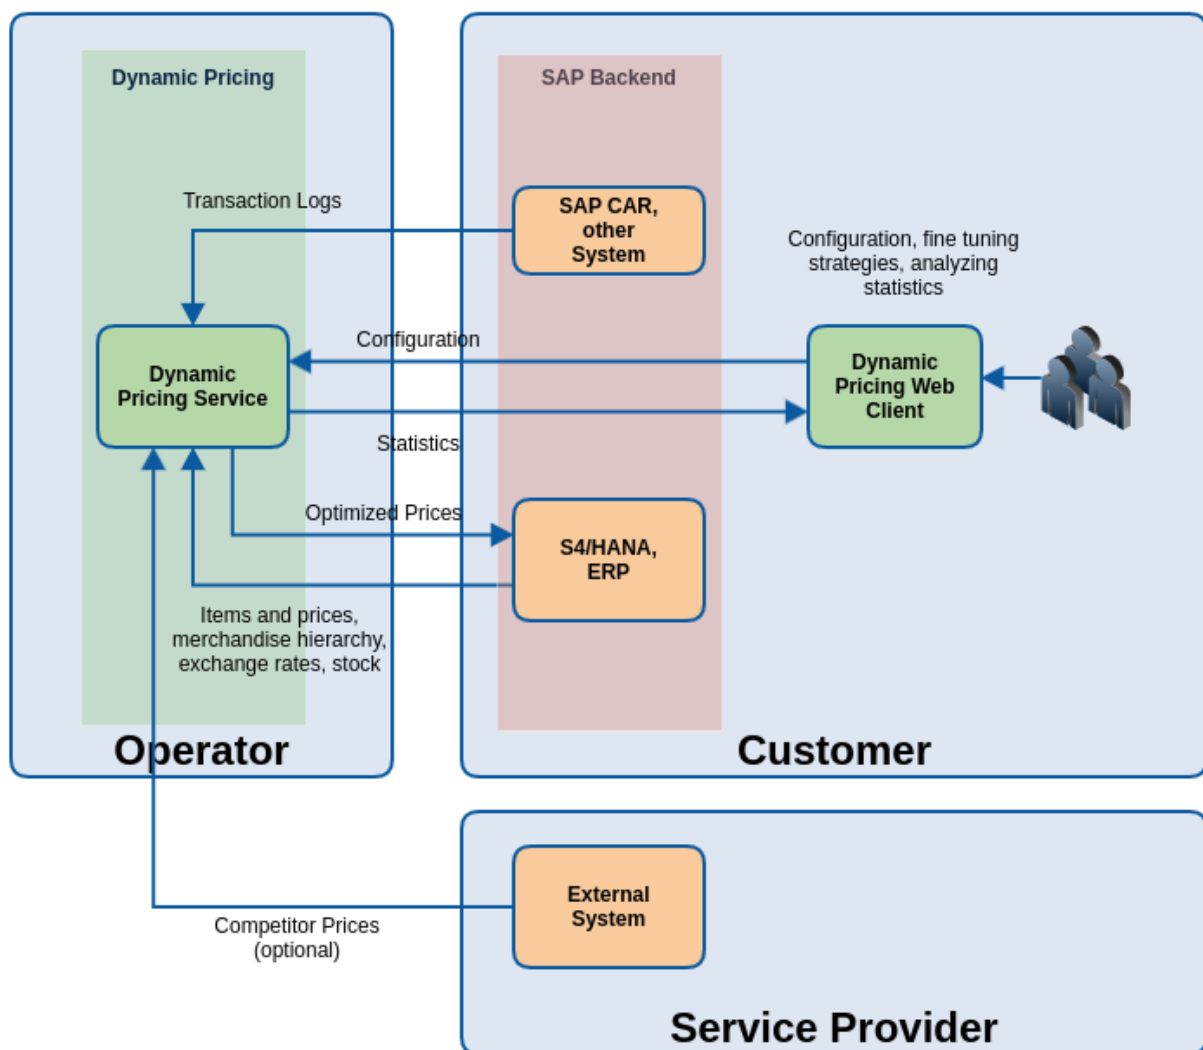 Dynamic Pricing
SAP Backend
Transaction Logs
SAP CAR,
other
System
Configuration, fine tuning
strategies, analyzing
statistics
Configuration
Dynamic
Pricing Service
Dynamic
Pricing Web
Client
Statistics
Optimized Prices
S4/HANA,
ERP
Items and prices,
merchandise hierarchy,
exchange rates, stock
Operator
Customer
External
System
Competitor Prices
(optional)
Service Provider